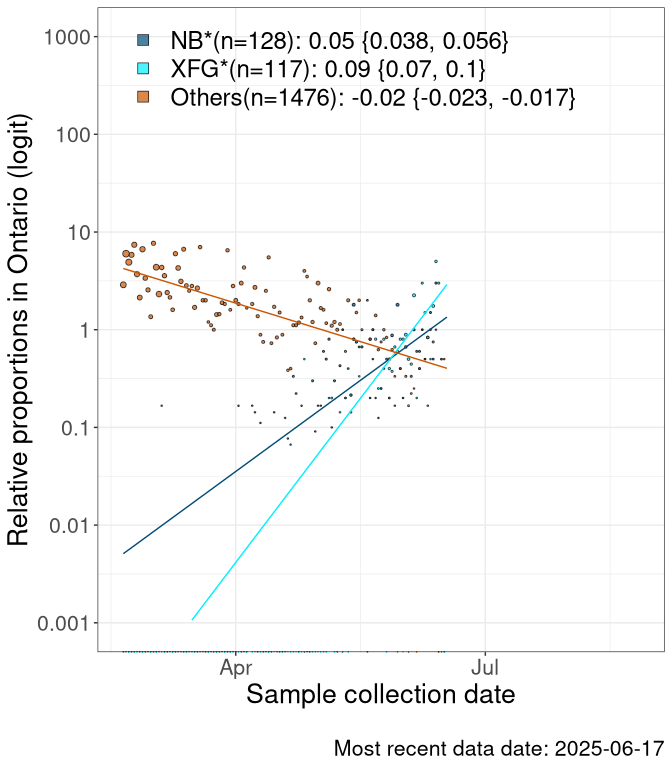 NB*(n=128): 0.05 {0.038, 0.056}
XFG*(n=117): 0.09 {0.07, 0.1}
Others(n=1476): -0.02 {-0.023, -0.017}
1000
100
10
1
0.1
0.01
0.001
Relative proportions in Ontario (logit)
Apr
Jul
Sample collection date
Most recent data date: 2025-06-17